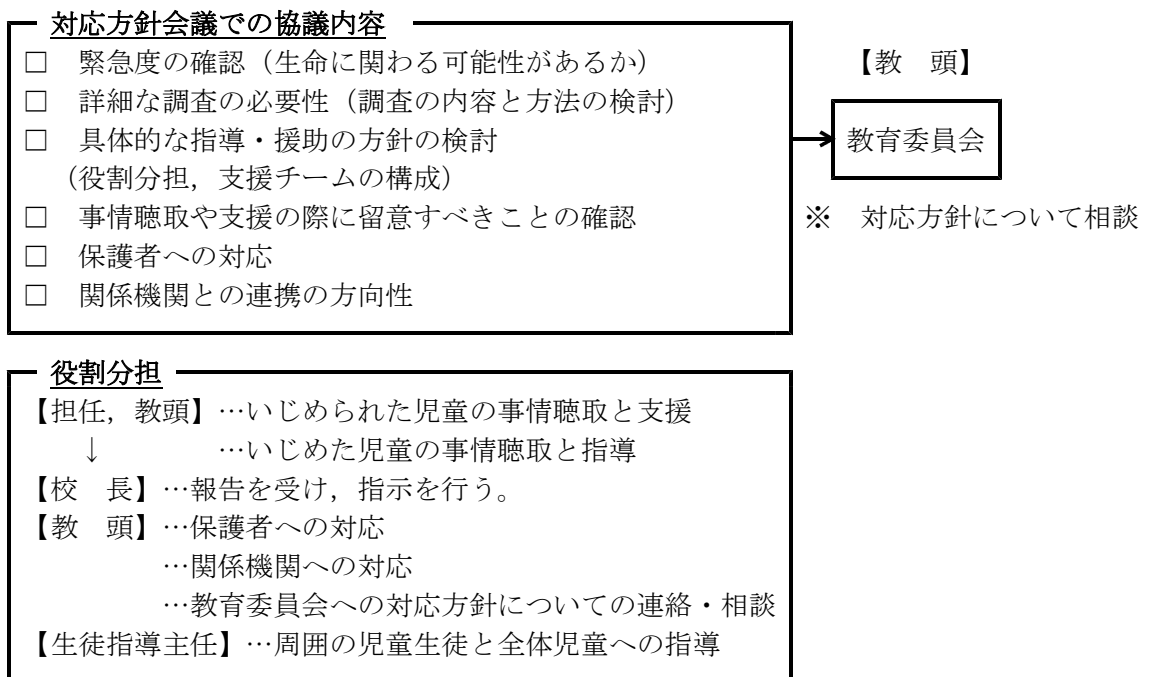 対応方針会議での協議内容
□　緊急度の確認（生命に関わる可能性があるか）
□　詳細な調査の必要性（調査の内容と方法の検討）
□　具体的な指導・援助の方針の検討
（役割分担，支援チームの構成）
□　事情聴取や支援の際に留意すべきことの確認
□　保護者への対応
□　関係機関との連携の方向性
【教　頭】
教育委員会
※　対応方針について相談
役割分担
【担任，教頭】…いじめられた児童の事情聴取と支援
↓　…いじめた児童の事情聴取と指導
【校　長】…報告を受け，指示を行う。
【教　頭】…保護者への対応
…関係機関への対応
…教育委員会への対応方針についての連絡・相談
【生徒指導主任】…周囲の児童生徒と全体児童への指導